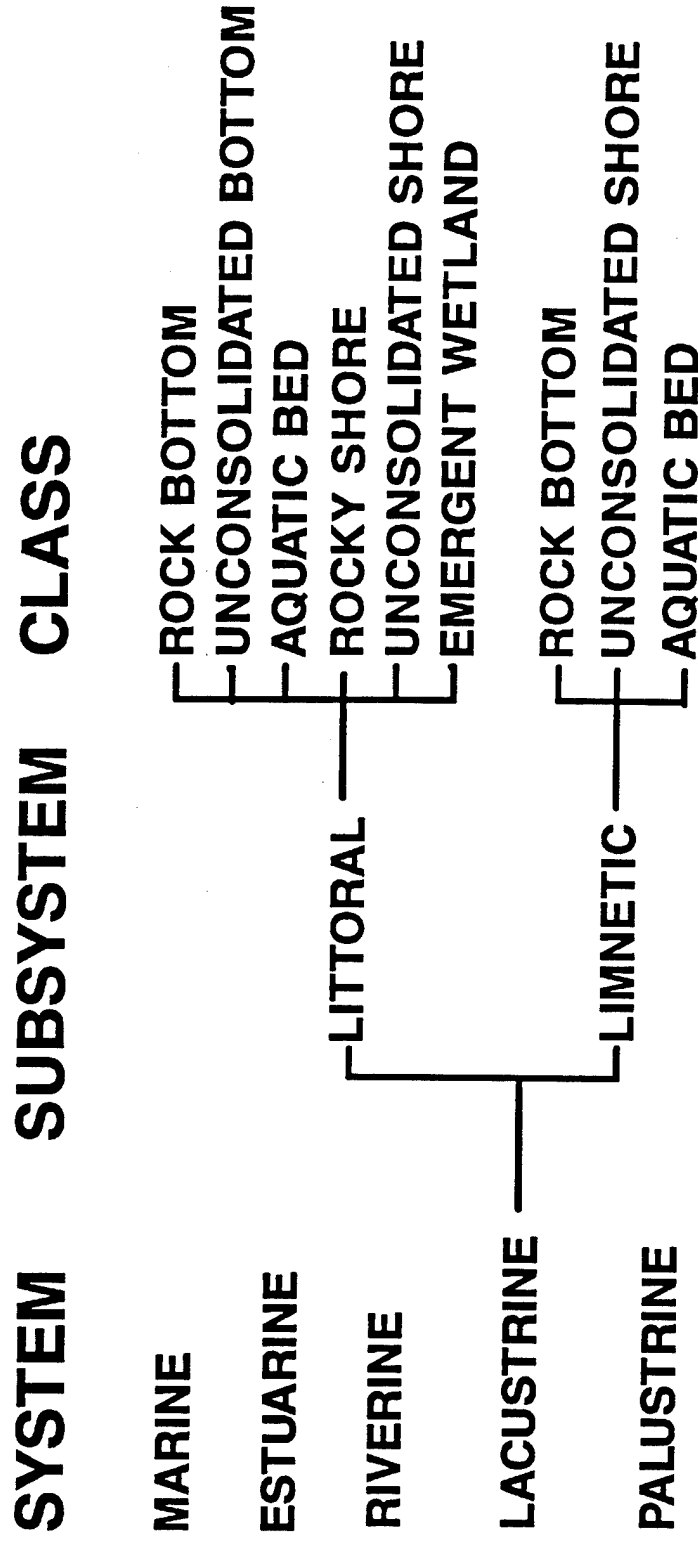 SYSTEM SUBSYSTEM CLASS
MARINE
ESTUARINE
RIVERINE
LACUSTRINE
PALUSTRINE
LITTORAL
LIMNETIC
ROCK BOTTOM
UNCONSOLIDATED BOTTOM
AQUATIC BED
ROCKY SHORE
UNCONSOLIDATED SHORE
EMERGENT WETLAND
ROCK BOTTOM
UNCONSOLIDATED SHORE
AQUATIC BED